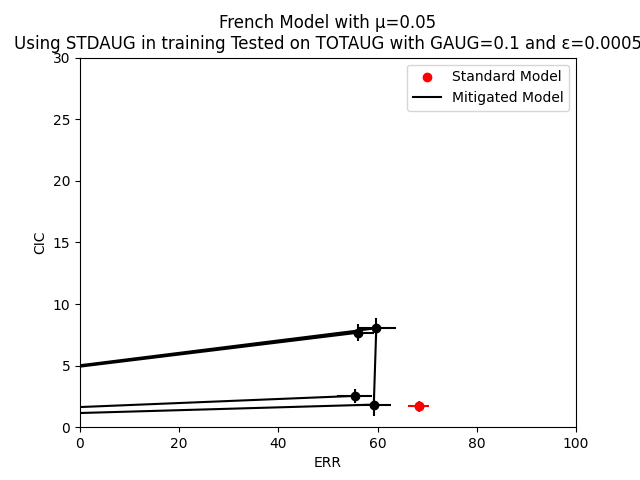 French Model with μ=0.05
Using STDAUG in training Tested on TOTAUG with GAUG=0.1 and ε=0.0005
30
25
20
15
10
5
0
CIC
Standard Model
Mitigated Model
0 20 40 60 80 100
ERR